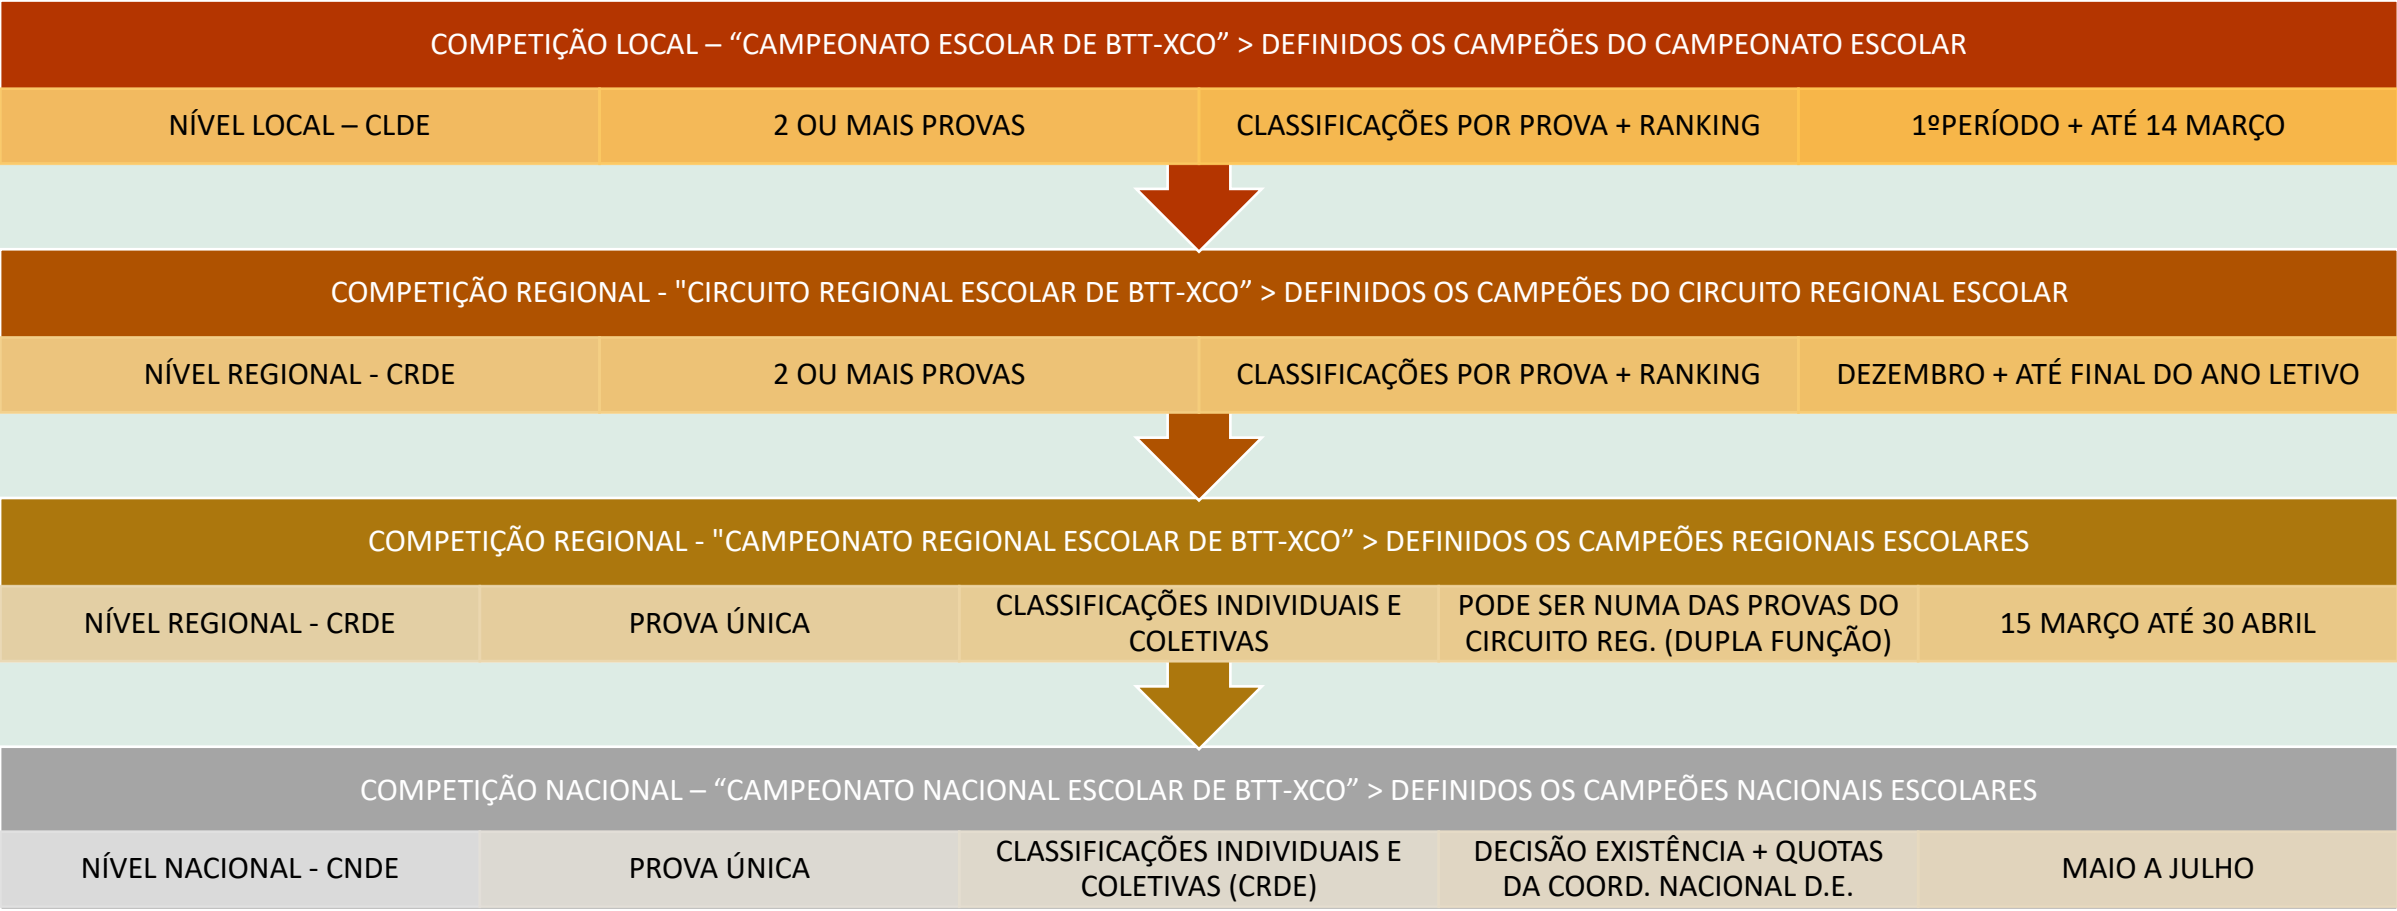 COMPETIÇÃO LOCAL – “CAMPEONATO ESCOLAR DE BTT-XCO” > DEFINIDOS OS CAMPEÕES DO CAMPEONATO ESCOLAR
NÍVEL LOCAL – CLDE
2 OU MAIS PROVAS
CLASSIFICAÇÕES POR PROVA + RANKING
1ºPERÍODO + ATÉ 14 MARÇO
COMPETIÇÃO REGIONAL - "CIRCUITO REGIONAL ESCOLAR DE BTT-XCO” > DEFINIDOS OS CAMPEÕES DO CIRCUITO REGIONAL ESCOLAR
NÍVEL REGIONAL - CRDE
2 OU MAIS PROVAS
CLASSIFICAÇÕES POR PROVA + RANKING
DEZEMBRO + ATÉ FINAL DO ANO LETIVO
COMPETIÇÃO REGIONAL - "CAMPEONATO REGIONAL ESCOLAR DE BTT-XCO” > DEFINIDOS OS CAMPEÕES REGIONAIS ESCOLARES
NÍVEL REGIONAL - CRDE
PROVA ÚNICA
CLASSIFICAÇÕES INDIVIDUAIS E
COLETIVAS
PODE SER NUMA DAS PROVAS DO
CIRCUITO REG. (DUPLA FUNÇÃO)
15 MARÇO ATÉ 30 ABRIL
COMPETIÇÃO NACIONAL – “CAMPEONATO NACIONAL ESCOLAR DE BTT-XCO” > DEFINIDOS OS CAMPEÕES NACIONAIS ESCOLARES
NÍVEL NACIONAL - CNDE
PROVA ÚNICA
CLASSIFICAÇÕES INDIVIDUAIS E
COLETIVAS (CRDE)
DECISÃO EXISTÊNCIA + QUOTAS
DA COORD. NACIONAL D.E.
MAIO A JULHO